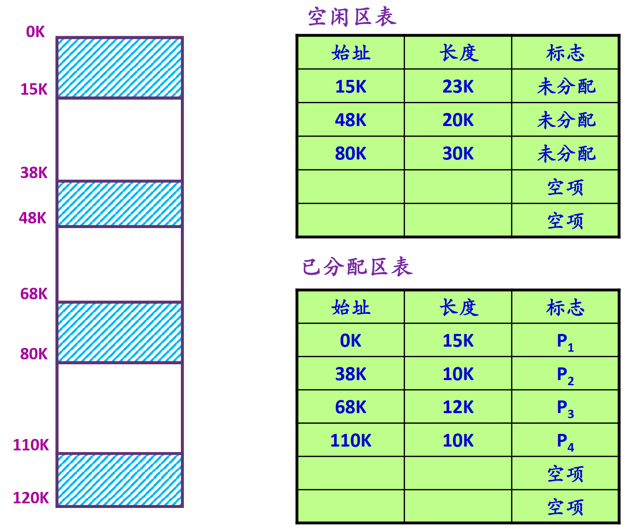 0K
15K
38K
48K
68K
80K
110K
120K
空闲区表
始址 长度 标志
15K 23K 未分配
48K 20K 未分配
80K 30K 未分配
空项
空项
已分配区表
始址 长度 标志
0K 15K P₁
38K 10K P₂
68K 12K P₃
110K 10K P₄
空项
空项